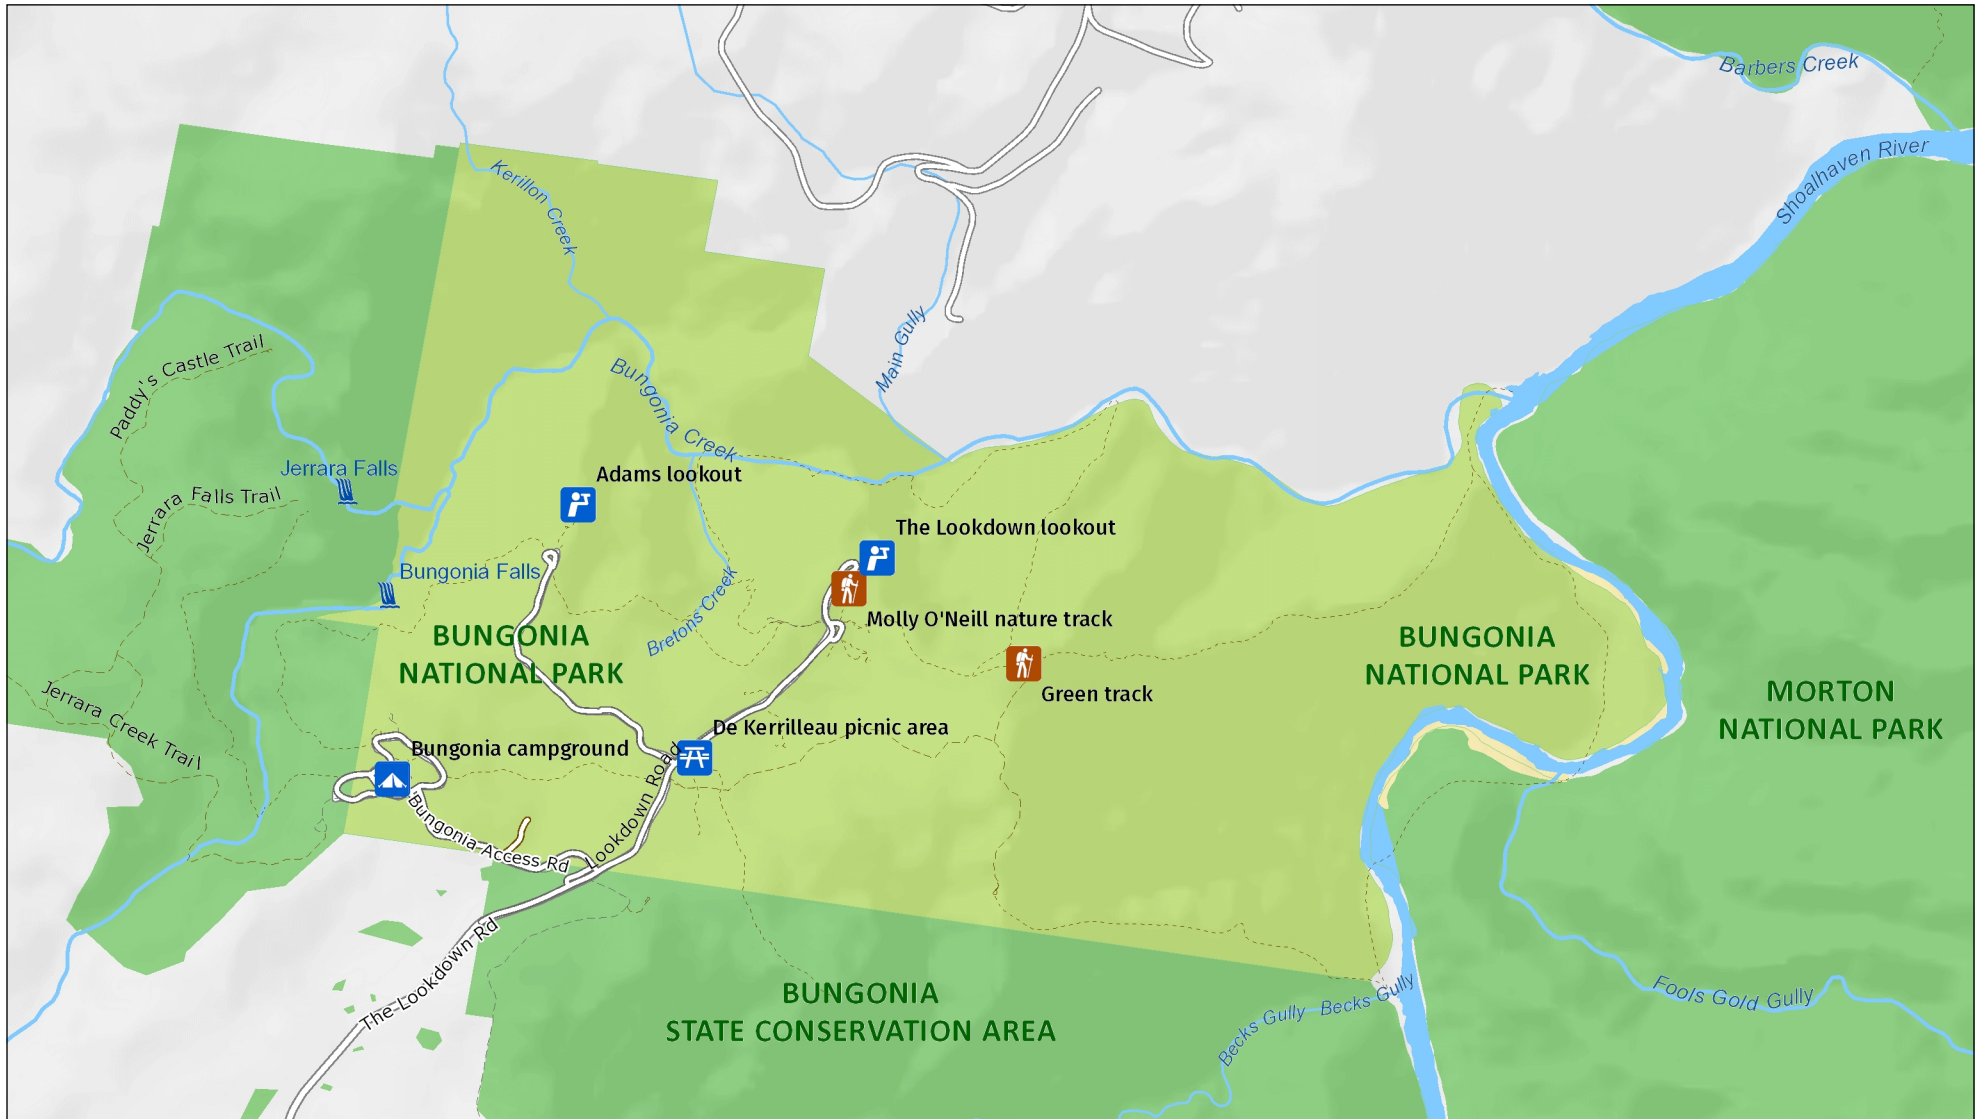 Barbers Creek
Shoalhaven River
Kerillon Creek
Main Gully
Paddy's Castle Trail
Bungonia Creek
Jerrara Falls
Adams lookout
Jerrara Falls Trail
The Lookdown lookout
Bungonia Falls
Bretons Creek
Molly O'Neill nature track
BUNGONIA
NATIONAL PARK
BUNGONIA
NATIONAL PARK
Green track
MORTON
NATIONAL PARK
Jerrara Creek Trail
De Kerrilleau picnic area
Bungonia campground
Lookdown Road
Bungonia Access Rd
The Lookdown Rd
BUNGONIA
STATE CONSERVATION AREA
Becks Gully
Becks Gully
Fools Gold Gully